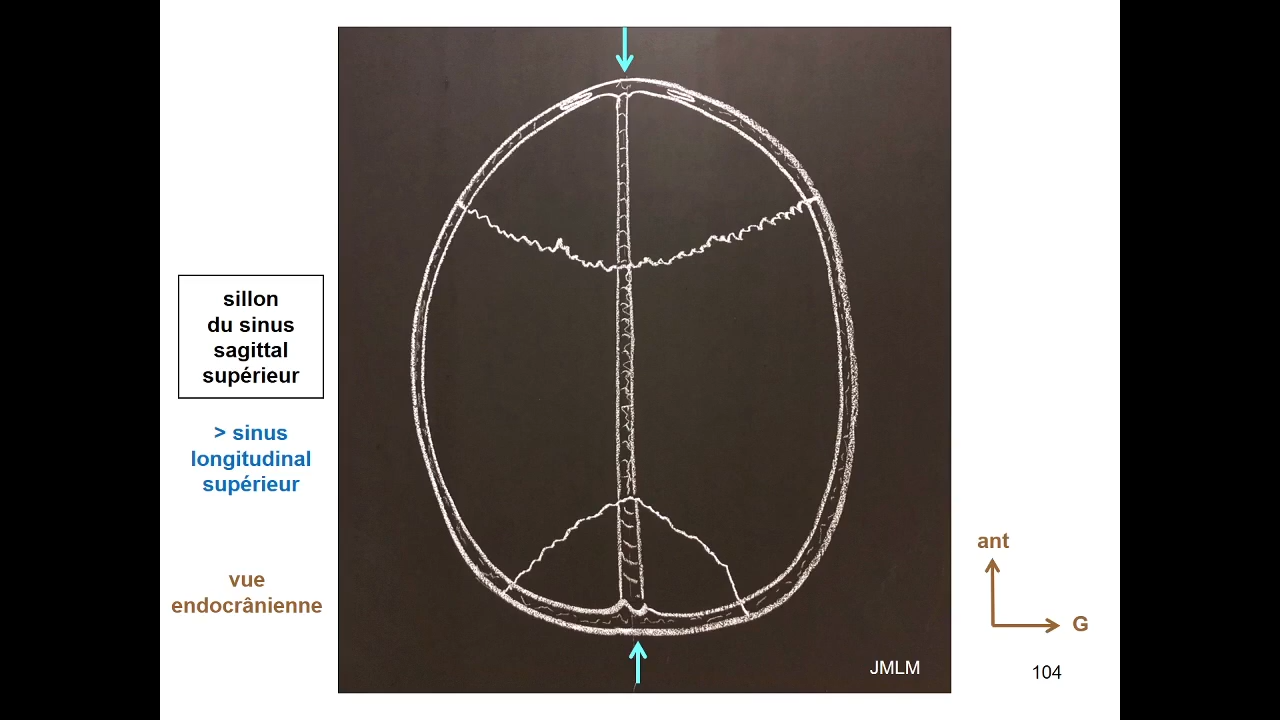 sillon
du sinus
sagittal
supérieur
> sinus
longitudinal
supérieur
vue
endocrânienne
ant
G
JMLM
104